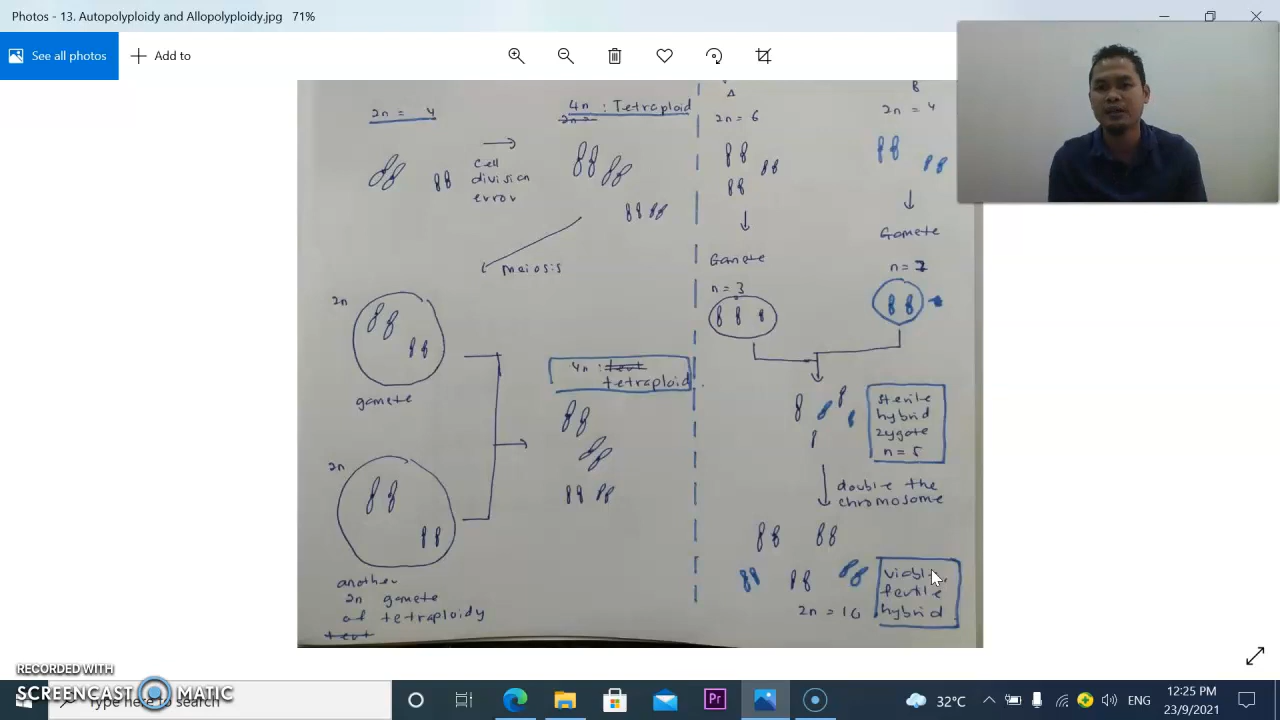 Photos - 13. Autopolyploidy and Allopolyploidy.jpg 71%
See all photos
Add to
2n = 4
4n : Tetraploid
2n =
cell
division
error
meiosis
2n
gamete
2n
another
2n gamete
of tetraploidy
4n :
tetraploid
A
2n = 6
Gamete
n = 3
B
2n = 4
Gamete
n = 2
sterile
hybrid
zygote
n = 5
double the
chromosome
viable,
fertile
hybrid
2n = 10
RECORDED WITH
SCREENCAST MATIC
Type here to search
Pr
32°C
ENG
12:25 PM
23/9/2021